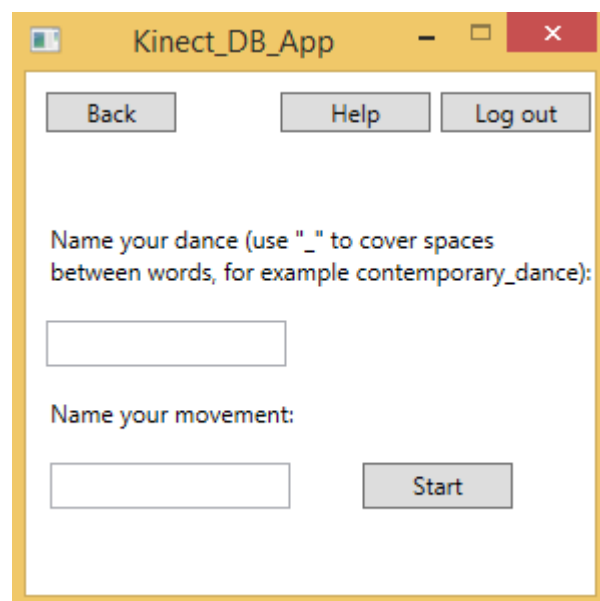 Kinect_DB_App
Back Help Log out
Name your dance (use "_" to cover spaces
between words, for example contemporary_dance):
Name your movement:
Start